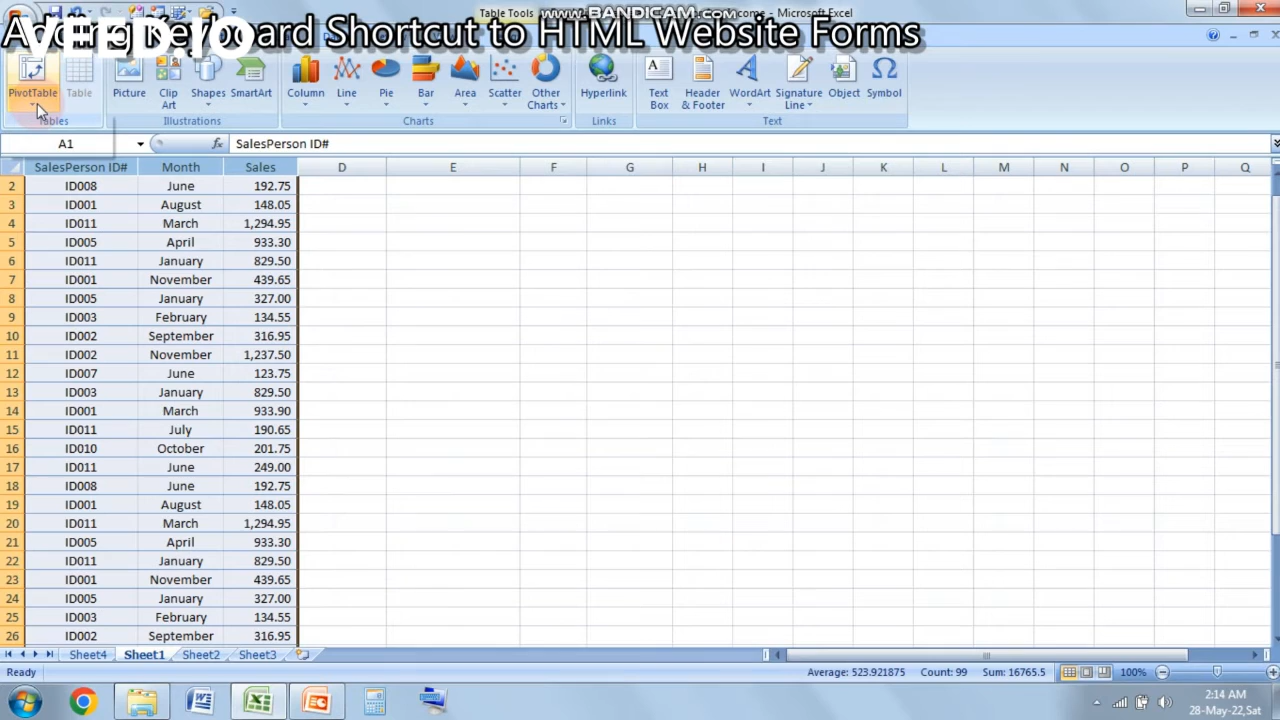 Table Tools
www.BANDICAM.com
- Microsoft Excel
Keyboard Shortcut to HTML Website Forms
VEED.IO
PivotTable
Table
Picture
Clip
Art
Shapes
SmartArt
Column
Line
Pie
Bar
Area
Scatter
Other
Charts
Hyperlink
Text
Box
Header
& Footer
WordArt
Signature
Line
Object
Symbol
Tables
Illustrations
Charts
Links
Text
A1
fx
SalesPerson ID#
SalesPerson ID# Month Sales D E F G H I J K L M N O P Q
2 ID008 June 192.75
3 ID001 August 148.05
4 ID011 March 1,294.95
5 ID005 April 933.30
6 ID011 January 829.50
7 ID001 November 439.65
8 ID005 January 327.00
9 ID003 February 134.55
10 ID002 September 316.95
11 ID002 November 1,237.50
12 ID007 June 123.75
13 ID003 January 829.50
14 ID001 March 933.90
15 ID011 July 190.65
16 ID010 October 201.75
17 ID011 June 249.00
18 ID008 June 192.75
19 ID001 August 148.05
20 ID011 March 1,294.95
21 ID005 April 933.30
22 ID011 January 829.50
23 ID001 November 439.65
24 ID005 January 327.00
25 ID003 February 134.55
26 ID002 September 316.95
Sheet4 Sheet1 Sheet2 Sheet3
Ready Average: 523.921875 Count: 99 Sum: 16765.5 100%
2:14 AM
28-May-22,Sat